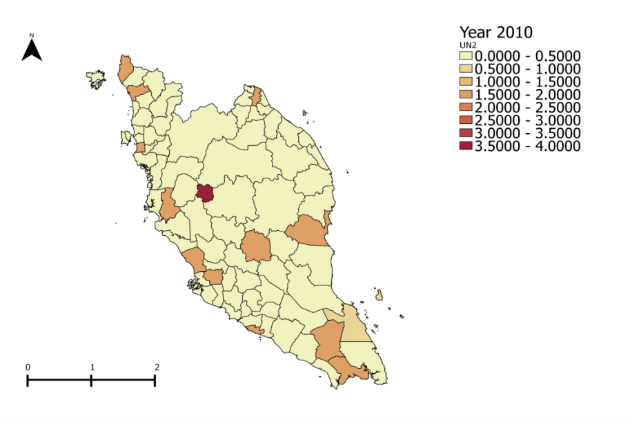 N
Year 2010
UN2
0.0000 - 0.5000
0.5000 - 1.0000
1.0000 - 1.5000
1.5000 - 2.0000
2.0000 - 2.5000
2.5000 - 3.0000
3.0000 - 3.5000
3.5000 - 4.0000
0 1 2